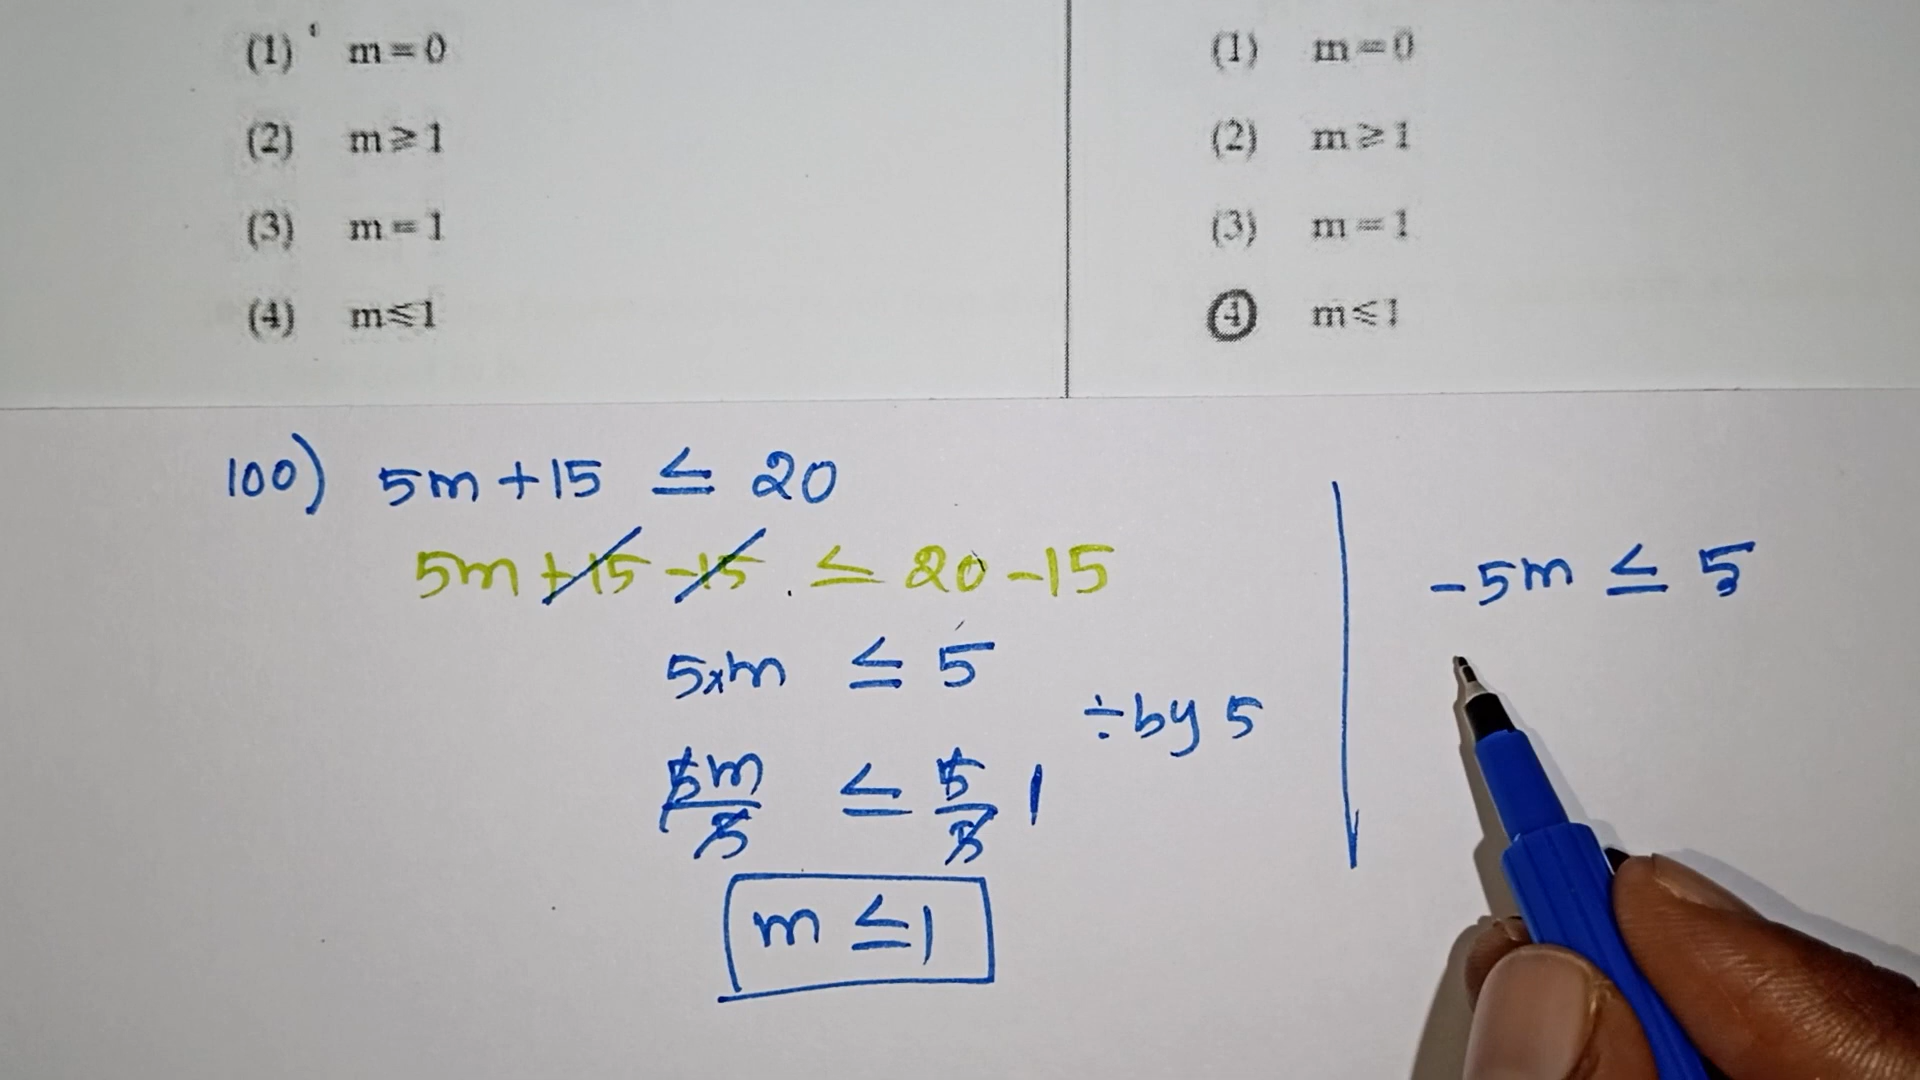 (1) m = 0
(2) m ⩾ 1
(3) m = 1
(4) m ⩽ 1
(1) m = 0
(2) m ⩾ 1
(3) m = 1
(4) m ⩽ 1
100) 5m + 15 ≤ 20
5m + 15 - 15 ≤ 20 - 15
5×m ≤ 5
÷ by 5
5m/5 ≤ 5/5 1
m ≤ 1
-5m ≤ 5